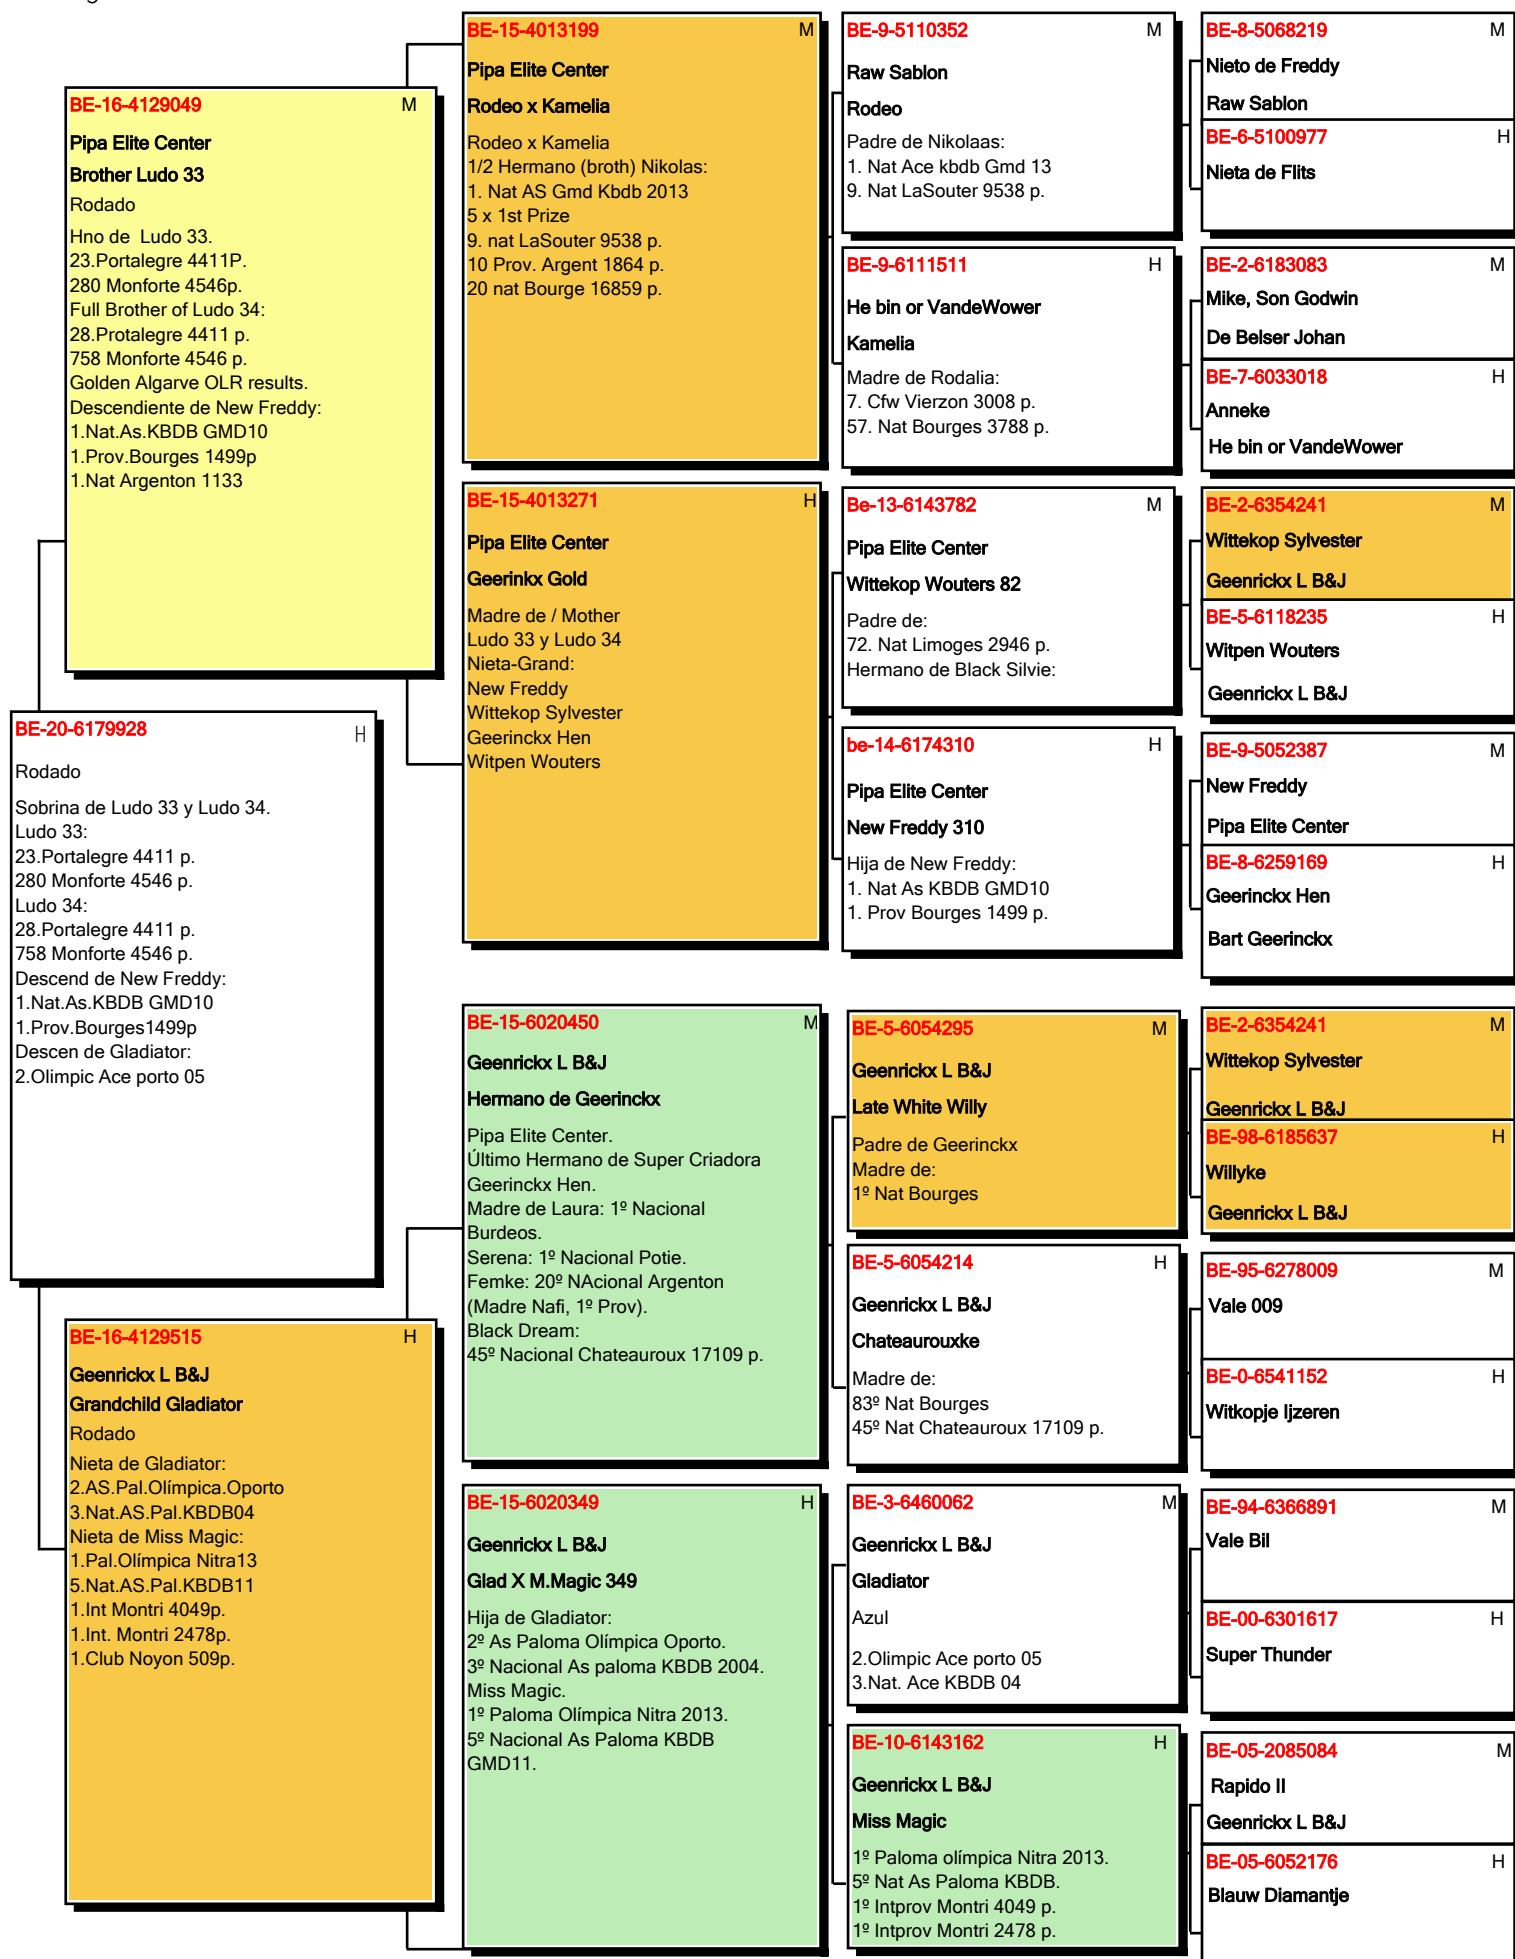 BE-20-6179928 H
Rodado
Sobrina de Ludo 33 y Ludo 34.
Ludo 33:
23.Portalegre 4411 p.
280 Monforte 4546 p.
Ludo 34:
28.Portalegre 4411 p.
758 Monforte 4546 p.
Descend de New Freddy:
1.Nat.As.KBDB GMD10
1.Prov.Bourges1499p
Descen de Gladiator:
2.Olimpic Ace porto 05
BE-16-4129049 M
Pipa Elite Center
Brother Ludo 33
Rodado
Hno de  Ludo 33.
23.Portalegre 4411P.
280 Monforte 4546p.
Full Brother of Ludo 34:
28.Protalegre 4411 p.
758 Monforte 4546 p.
Golden Algarve OLR results.
Descendiente de New Freddy:
1.Nat.As.KBDB GMD10
1.Prov.Bourges 1499p
1.Nat Argenton 1133
BE-16-4129515 H
Geenrickx L B&J
Grandchild Gladiator
Rodado
Nieta de Gladiator:
2.AS.Pal.Olímpica.Oporto
3.Nat.AS.Pal.KBDB04
Nieta de Miss Magic:
1.Pal.Olímpica Nitra13
5.Nat.AS.Pal.KBDB11
1.Int Montri 4049p.
1.Int. Montri 2478p.
1.Club Noyon 509p.
BE-15-4013199 M
Pipa Elite Center
Rodeo x Kamelia
Rodeo x Kamelia
1/2 Hermano (broth) Nikolas:
1. Nat AS Gmd Kbdb 2013
5 x 1st Prize
9. nat LaSouter 9538 p.
10 Prov. Argent 1864 p.
20 nat Bourge 16859 p.
BE-15-4013271 H
Pipa Elite Center
Geerinkx Gold
Madre de / Mother
Ludo 33 y Ludo 34
Nieta-Grand:
New Freddy
Wittekop Sylvester
Geerinckx Hen
Witpen Wouters
BE-15-6020450 M
Geenrickx L B&J
Hermano de Geerinckx
Pipa Elite Center.
Último Hermano de Super Criadora
Geerinckx Hen.
Madre de Laura: 1º Nacional
Burdeos.
Serena: 1º Nacional Potie.
Femke: 20º NAcional Argenton
(Madre Nafi, 1º Prov).
Black Dream:
45º Nacional Chateauroux 17109 p.
BE-15-6020349 H
Geenrickx L B&J
Glad X M.Magic 349
Hija de Gladiator:
2º As Paloma Olímpica Oporto.
3º Nacional As paloma KBDB 2004.
Miss Magic.
1º Paloma Olímpica Nitra 2013.
5º Nacional As Paloma KBDB
GMD11.
BE-9-5110352 M
Raw Sablon
Rodeo
Padre de Nikolaas:
1. Nat Ace kbdb Gmd 13
9. Nat LaSouter 9538 p.
BE-9-6111511 H
He bin or VandeWower
Kamelia
Madre de Rodalia:
7. Cfw Vierzon 3008 p.
57. Nat Bourges 3788 p.
Be-13-6143782 M
Pipa Elite Center
Wittekop Wouters 82
Padre de:
72. Nat Limoges 2946 p.
Hermano de Black Silvie:
be-14-6174310 H
Pipa Elite Center
New Freddy 310
Hija de New Freddy:
1. Nat As KBDB GMD10
1. Prov Bourges 1499 p.
BE-5-6054295 M
Geenrickx L B&J
Late White Willy
Padre de Geerinckx
Madre de:
1º Nat Bourges
BE-5-6054214 H
Geenrickx L B&J
Chateaurouxke
Madre de:
83º Nat Bourges
45º Nat Chateauroux 17109 p.
BE-3-6460062 M
Geenrickx L B&J
Gladiator
Azul
2.Olimpic Ace porto 05
3.Nat. Ace KBDB 04
BE-10-6143162 H
Geenrickx L B&J
Miss Magic
1º Paloma olímpica Nitra 2013.
5º Nat As Paloma KBDB.
1º Intprov Montri 4049 p.
1º Intprov Montri 2478 p.
BE-8-5068219 M
Nieto de Freddy
Raw Sablon
BE-6-5100977 H
Nieta de Flits
BE-2-6183083 M
Mike, Son Godwin
De Belser Johan
BE-7-6033018 H
Anneke
He bin or VandeWower
BE-2-6354241 M
Wittekop Sylvester
Geenrickx L B&J
BE-5-6118235 H
Witpen Wouters
Geenrickx L B&J
BE-9-5052387 M
New Freddy
Pipa Elite Center
BE-8-6259169 H
Geerinckx Hen
Bart Geerinckx
BE-2-6354241 M
Wittekop Sylvester
Geenrickx L B&J
BE-98-6185637 H
Willyke
Geenrickx L B&J
BE-95-6278009 M
Vale 009
BE-0-6541152 H
Witkopje Ijzeren
BE-94-6366891 M
Vale Bil
BE-00-6301617 H
Super Thunder
BE-05-2085084 M
Rapido II
Geenrickx L B&J
BE-05-6052176 H
Blauw Diamantje